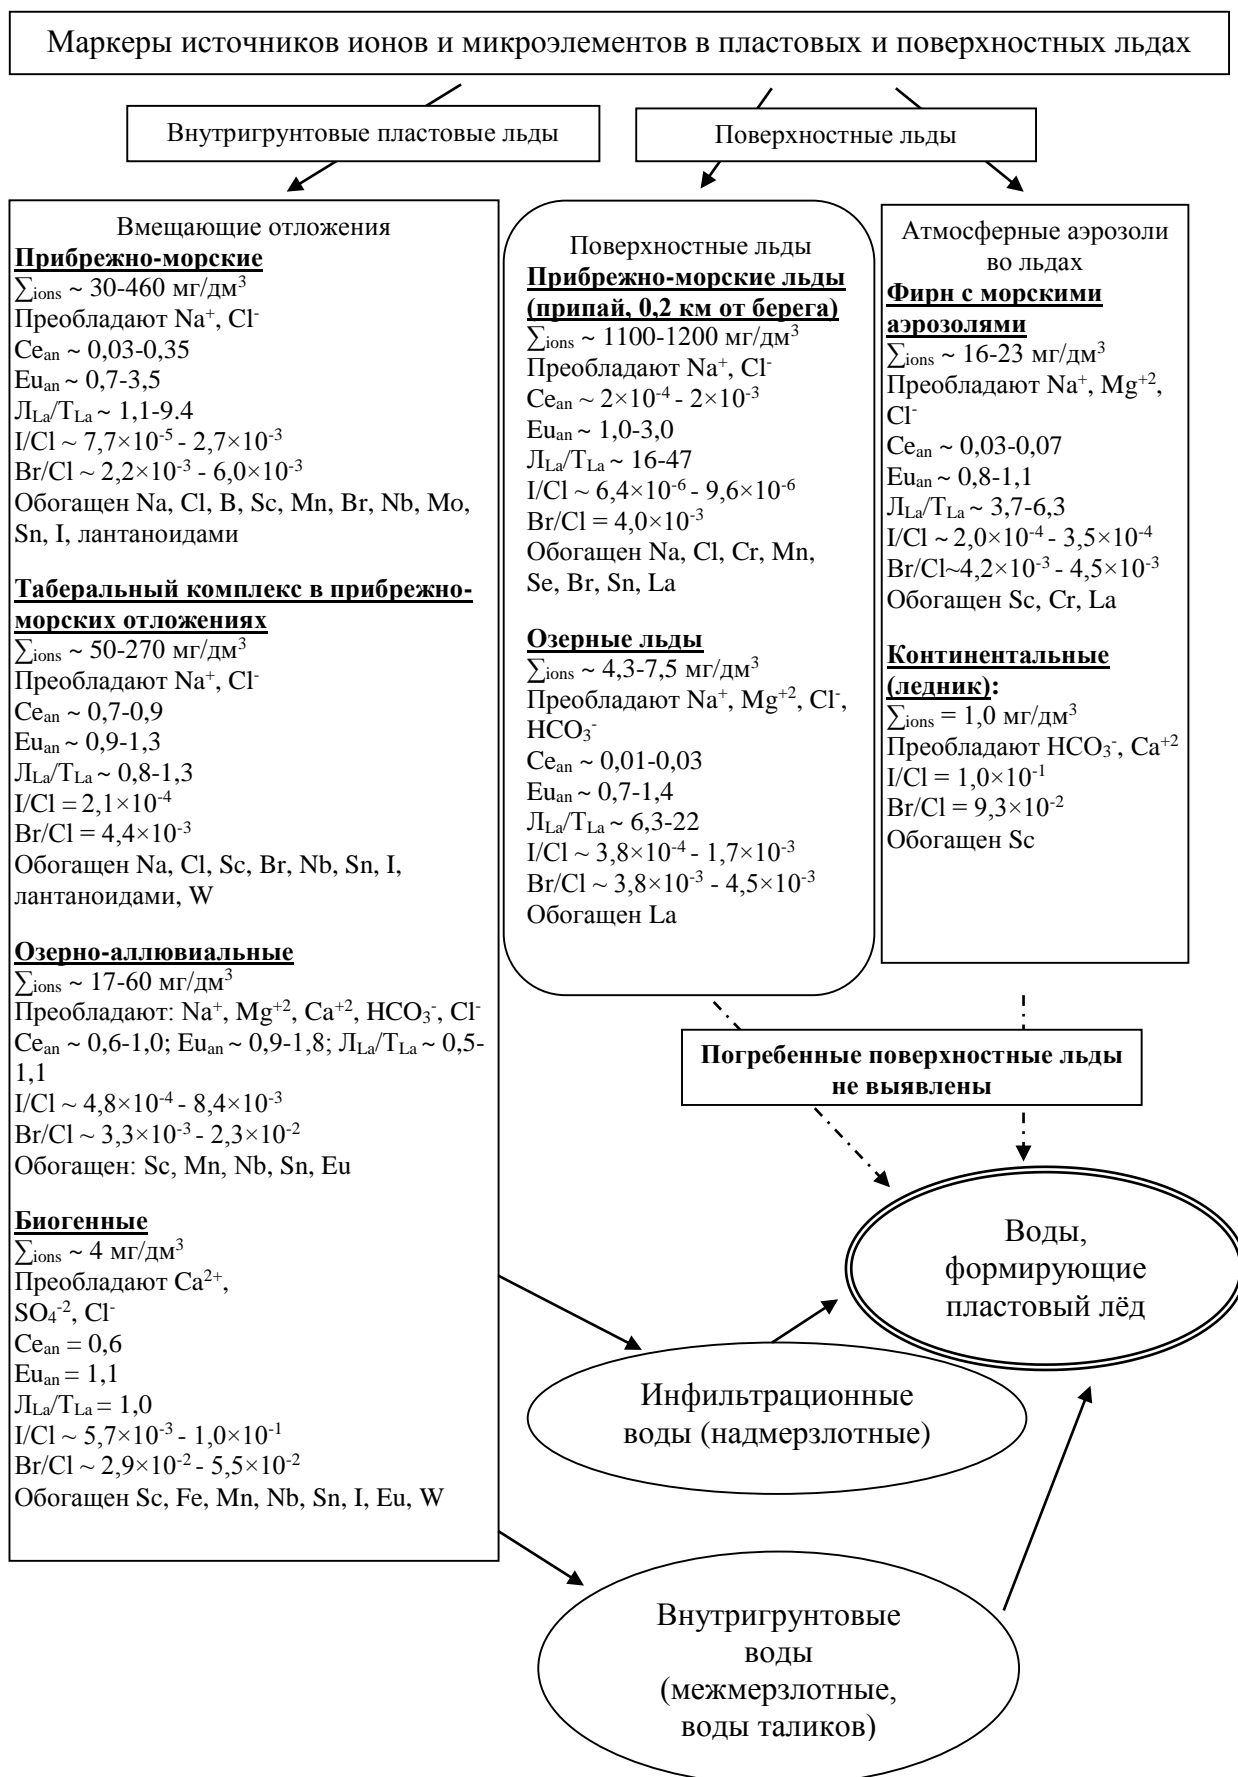 Маркеры источников ионов и микроэлементов в пластовых и поверхностных льдах
Внутригрунтовые пластовые льды
Поверхностные льды
Вмещающие отложения
Прибрежно-морские
∑ions ~ 30-460 мг/дм³
Преобладают Na⁺, Cl⁻
Cean ~ 0,03-0,35
Euan ~ 0,7-3,5
ЛLa/TLa ~ 1,1-9.4
I/Cl ~ 7,7×10⁻⁵ - 2,7×10⁻³
Br/Cl ~ 2,2×10⁻³ - 6,0×10⁻³
Обогащен Na, Cl, B, Sc, Mn, Br, Nb, Mo,
Sn, I, лантаноидами
Таберальный комплекс в прибрежно-
морских отложениях
∑ions ~ 50-270 мг/дм³
Преобладают Na⁺, Cl⁻
Cean ~ 0,7-0,9
Euan ~ 0,9-1,3
ЛLa/TLa ~ 0,8-1,3
I/Cl = 2,1×10⁻⁴
Br/Cl = 4,4×10⁻³
Обогащен Na, Cl, Sc, Br, Nb, Sn, I,
лантаноидами, W
Озерно-аллювиальные
∑ions ~ 17-60 мг/дм³
Преобладают: Na⁺, Mg⁺², Ca⁺², HCO₃⁻, Cl⁻
Cean ~ 0,6-1,0; Euan ~ 0,9-1,8; ЛLa/TLa ~ 0,5-
1,1
I/Cl ~ 4,8×10⁻⁴ - 8,4×10⁻³
Br/Cl ~ 3,3×10⁻³ - 2,3×10⁻²
Обогащен: Sc, Mn, Nb, Sn, Eu
Биогенные
∑ions ~ 4 мг/дм³
Преобладают Ca²⁺,
SO₄⁻², Cl⁻
Cean = 0,6
Euan = 1,1
ЛLa/TLa = 1,0
I/Cl ~ 5,7×10⁻³ - 1,0×10⁻¹
Br/Cl ~ 2,9×10⁻² - 5,5×10⁻²
Обогащен Sc, Fe, Mn, Nb, Sn, I, Eu, W
Поверхностные льды
Прибрежно-морские льды
(припай, 0,2 км от берега)
∑ions ~ 1100-1200 мг/дм³
Преобладают Na⁺, Cl⁻
Cean ~ 2×10⁻⁴ - 2×10⁻³
Euan ~ 1,0-3,0
ЛLa/TLa ~ 16-47
I/Cl ~ 6,4×10⁻⁶ - 9,6×10⁻⁶
Br/Cl = 4,0×10⁻³
Обогащен Na, Cl, Cr, Mn,
Se, Br, Sn, La
Озерные льды
∑ions ~ 4,3-7,5 мг/дм³
Преобладают Na⁺, Mg⁺², Cl⁻,
HCO₃⁻
Cean ~ 0,01-0,03
Euan ~ 0,7-1,4
ЛLa/TLa ~ 6,3-22
I/Cl ~ 3,8×10⁻⁴ - 1,7×10⁻³
Br/Cl ~ 3,8×10⁻³ - 4,5×10⁻³
Обогащен La
Атмосферные аэрозоли
во льдах
Фирн с морскими
аэрозолями
∑ions ~ 16-23 мг/дм³
Преобладают Na⁺, Mg⁺²,
Cl⁻
Cean ~ 0,03-0,07
Euan ~ 0,8-1,1
ЛLa/TLa ~ 3,7-6,3
I/Cl ~ 2,0×10⁻⁴ - 3,5×10⁻⁴
Br/Cl~4,2×10⁻³ - 4,5×10⁻³
Обогащен Sc, Cr, La
Континентальные
(ледник):
∑ions = 1,0 мг/дм³
Преобладают HCO₃⁻, Ca⁺²
I/Cl = 1,0×10⁻¹
Br/Cl = 9,3×10⁻²
Обогащен Sc
Погребенные поверхностные льды
не выявлены
Воды,
формирующие
пластовый лёд
Инфильтрационные
воды (надмерзлотные)
Внутригрунтовые
воды
(межмерзлотные,
воды таликов)